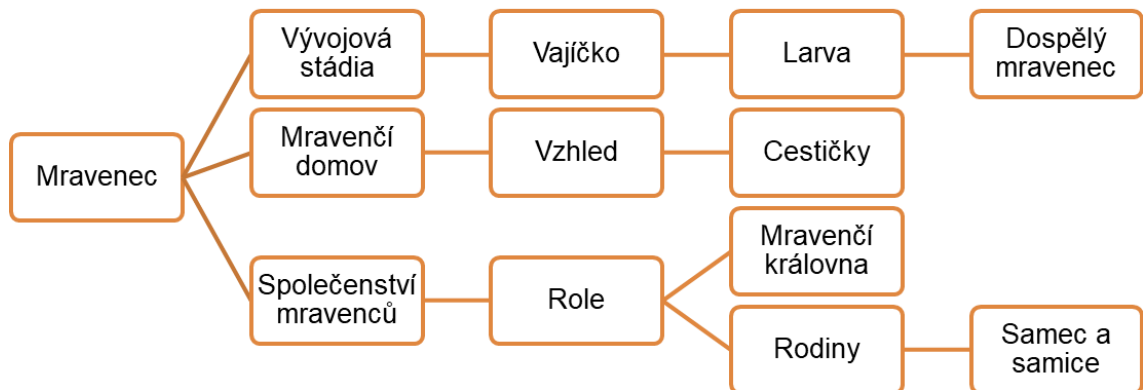 Mravenec
Vývojová
stádia
Vajíčko
Larva
Dospělý
mravenec
Mravenčí
domov
Vzhled
Cestičky
Společenství
mravenců
Role
Mravenčí
královna
Rodiny
Samec a
samice